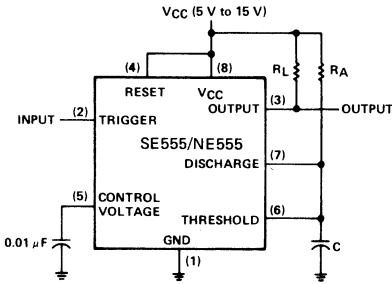 VCC (5 V to 15 V)
(4) (8)
RL RA
RESET VCC
OUTPUT (3) OUTPUT
INPUT (2) TRIGGER
SE555/NE555
DISCHARGE (7)
(5) CONTROL VOLTAGE
THRESHOLD (6)
0.01 μF
GND
C
(1)